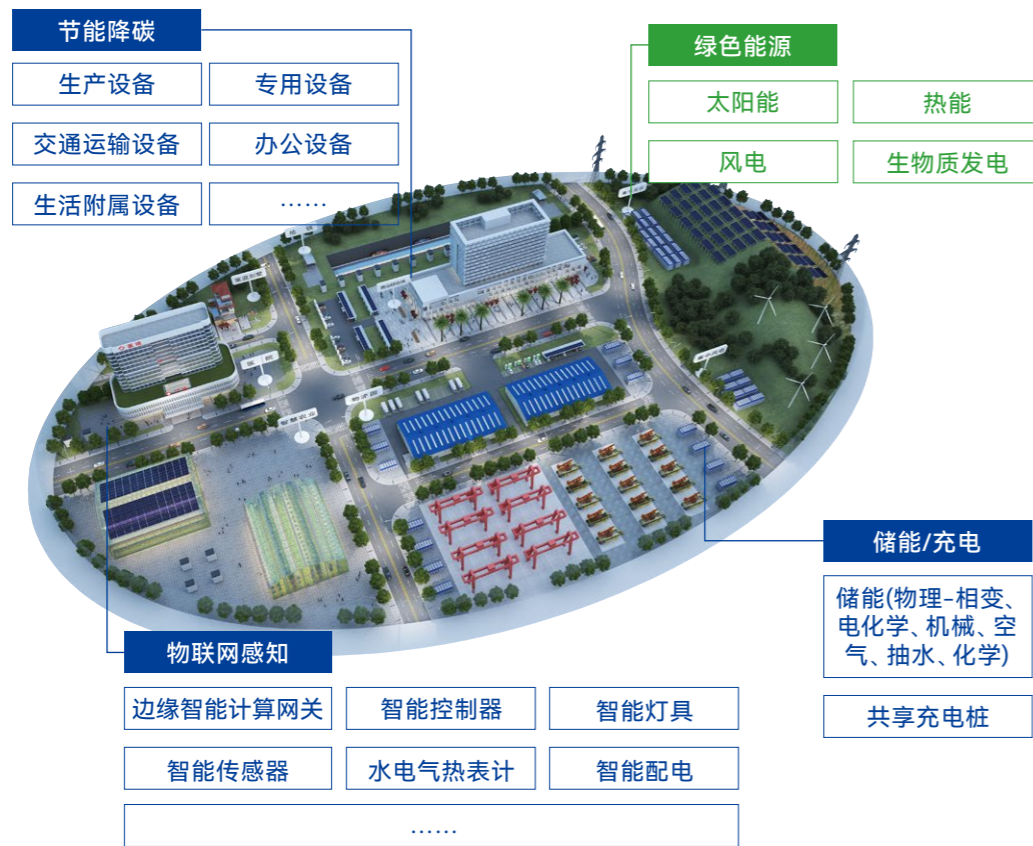 节能降碳
生产设备
专用设备
交通运输设备
办公设备
生活附属设备
……
绿色能源
太阳能
热能
风电
生物质发电
储能/充电
储能(物理-相变、
电化学、机械、空
气、抽水、化学)
共享充电桩
物联网感知
边缘智能计算网关
智能控制器
智能灯具
智能传感器
水电气热表计
智能配电
……
智慧农业